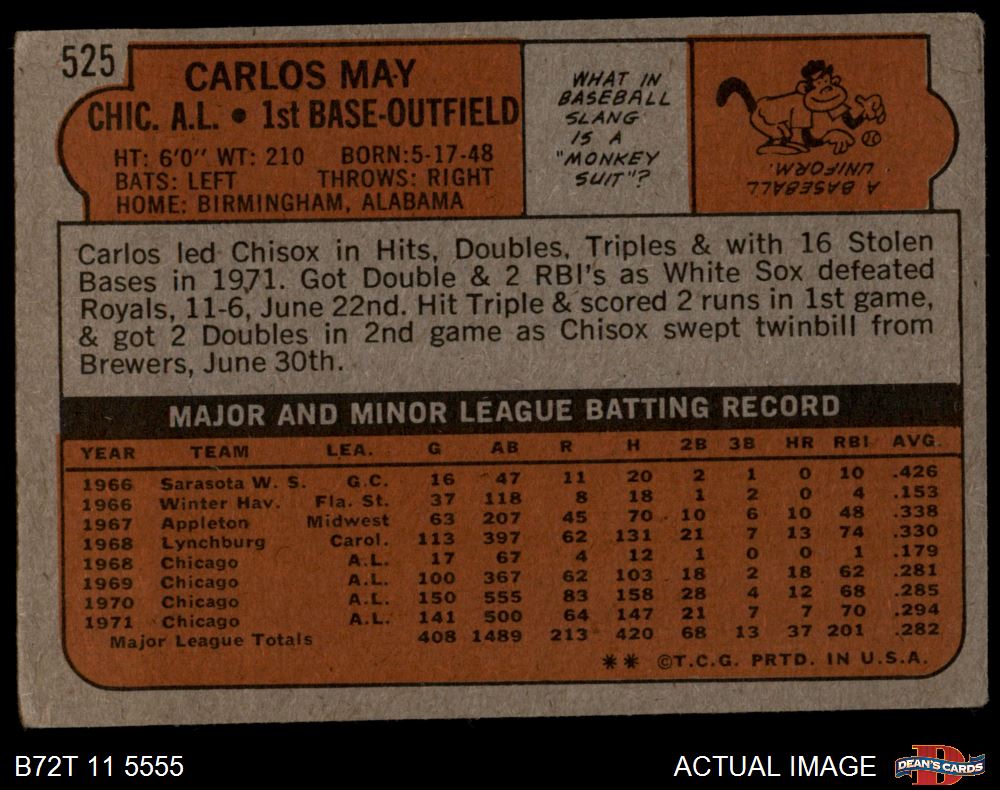 525
CARLOS MAY
CHIC. A.L. • 1st BASE-OUTFIELD
HT: 6'0" WT: 210 BORN:5-17-48
BATS: LEFT THROWS: RIGHT
HOME: BIRMINGHAM, ALABAMA
WHAT IN
BASEBALL
SLANG
IS A
"MONKEY
SUIT"?
A BASEBALL
UNIFORM.
Carlos led Chisox in Hits, Doubles, Triples & with 16 Stolen
Bases in 1971. Got Double & 2 RBI's as White Sox defeated
Royals, 11-6, June 22nd. Hit Triple & scored 2 runs in 1st game,
& got 2 Doubles in 2nd game as Chisox swept twinbill from
Brewers, June 30th.
MAJOR AND MINOR LEAGUE BATTING RECORD
YEAR TEAM LEA. G AB R H 2B 3B HR RBI AVG.
1966 Sarasota W. S. G.C. 16 47 11 20 2 1 0 10 .426
1966 Winter Hav. Fla. St. 37 118 8 18 1 2 0 4 .153
1967 Appleton Midwest 63 207 45 70 10 6 10 48 .338
1968 Lynchburg Carol. 113 397 62 131 21 7 13 74 .330
1968 Chicago A.L. 17 67 4 12 1 0 0 1 .179
1969 Chicago A.L. 100 367 62 103 18 2 18 62 .281
1970 Chicago A.L. 150 555 83 158 28 4 12 68 .285
1971 Chicago A.L. 141 500 64 147 21 7 7 70 .294
Major League Totals 408 1489 213 420 68 13 37 201 .282
** ©T.C.G. PRTD. IN U.S.A.
B72T 11 5555
ACTUAL IMAGE
D
DEAN'S CARDS